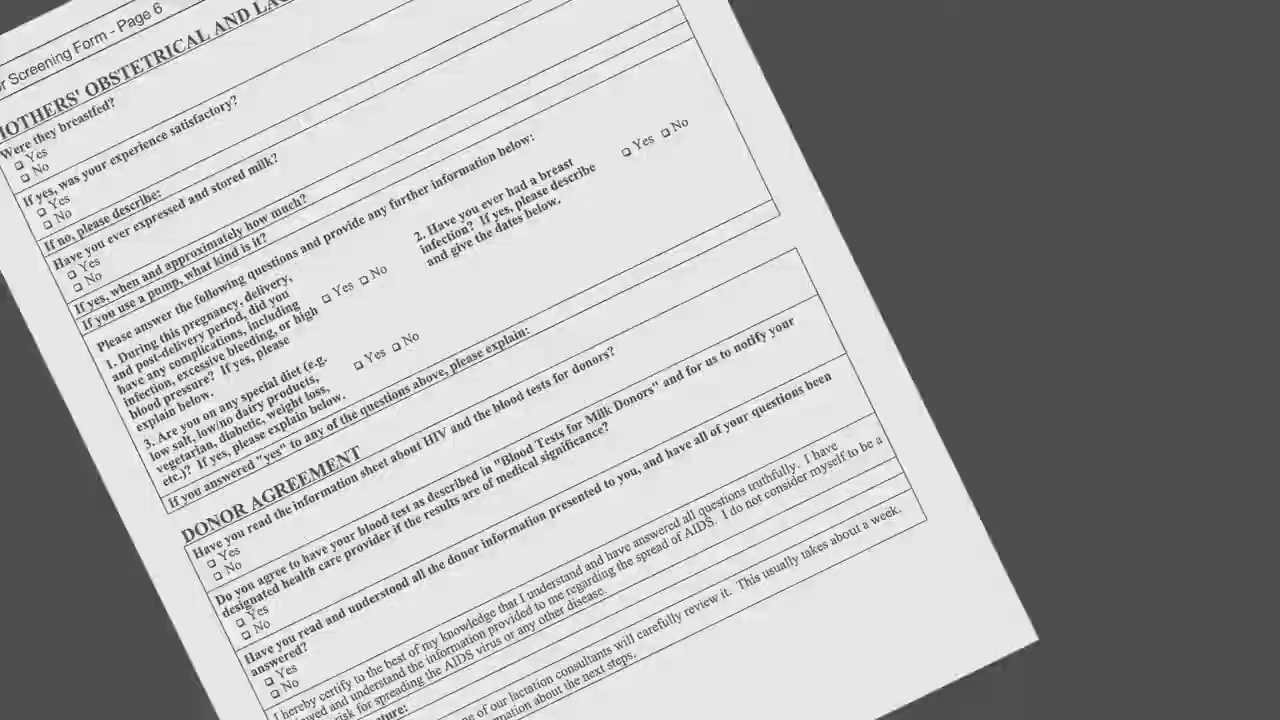 Screening Form - Page 6
MOTHERS' OBSTETRICAL AND
Were they breastfed?
❏ Yes
❏ No
If yes, was your experience satisfactory?
❏ Yes
❏ No
If no, please describe:
Have you ever expressed and stored milk?
❏ Yes
❏ No
If yes, when and approximately how much?
If you use a pump, what kind is it?
Please answer the following questions and provide any further information below:
1. During this pregnancy, delivery,
and post-delivery period, did you
have any complications, including
infection, excessive bleeding, or high
blood pressure? If yes, please
explain below.
❏ Yes ❏ No
2. Have you ever had a breast
infection? If yes, please describe
and give the dates below.
❏ Yes ❏ No
3. Are you on any special diet (e.g.
low salt, low/no dairy products,
vegetarian, diabetic, weight loss,
etc.)? If yes, please explain below.
❏ Yes ❏ No
If you answered "yes" to any of the questions above, please explain:
DONOR AGREEMENT
Have you read the information sheet about HIV and the blood tests for donors?
❏ Yes
❏ No
Do you agree to have your blood test as described in "Blood Tests for Milk Donors" and for us to notify your
designated health care provider if the results are of medical significance?
❏ Yes
❏ No
Have you read and understood all the donor information presented to you, and have all of your questions been
answered?
❏ Yes
❏ No
I hereby certify to the best of my knowledge that I understand and have answered all questions truthfully. I have
and understand the information provided to me regarding the spread of AIDS. I do not consider myself to be a
risk for spreading the AIDS virus or any other disease.
of our lactation consultants will carefully review it. This usually takes about a week.
about the next steps.